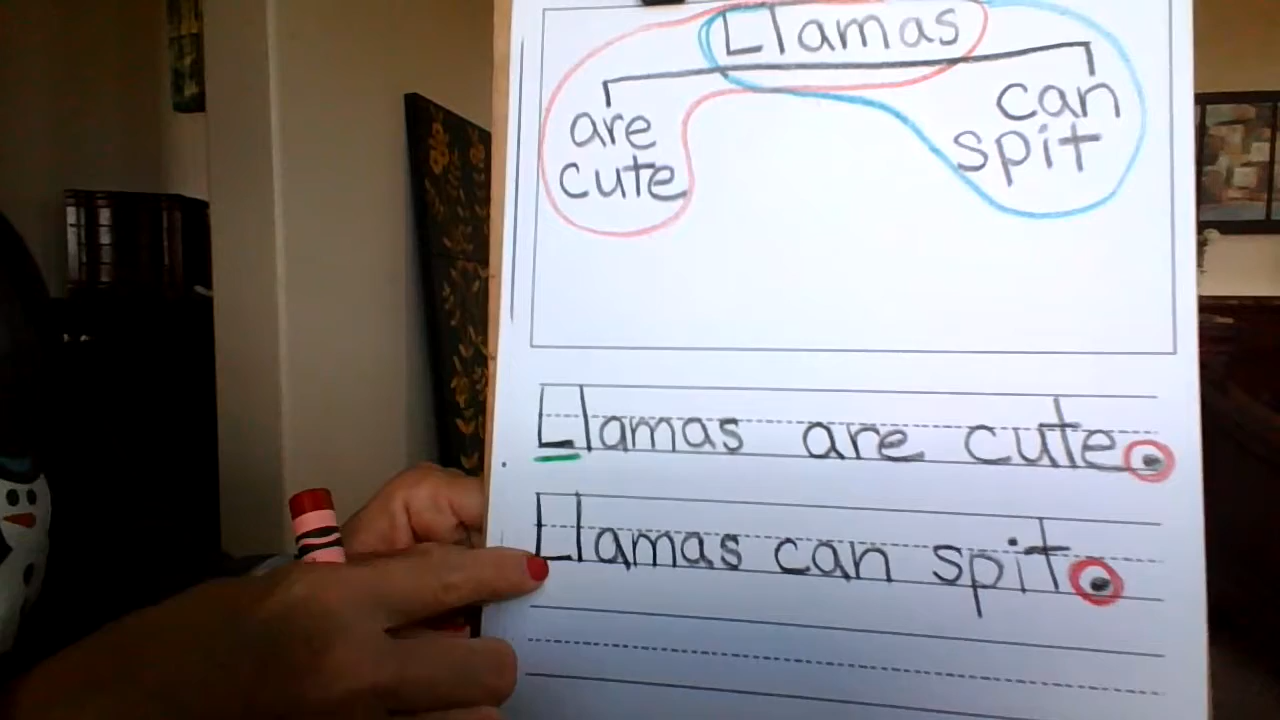 Llamas
are
cute
can
spit
Llamas are cute.
Llamas can spit.